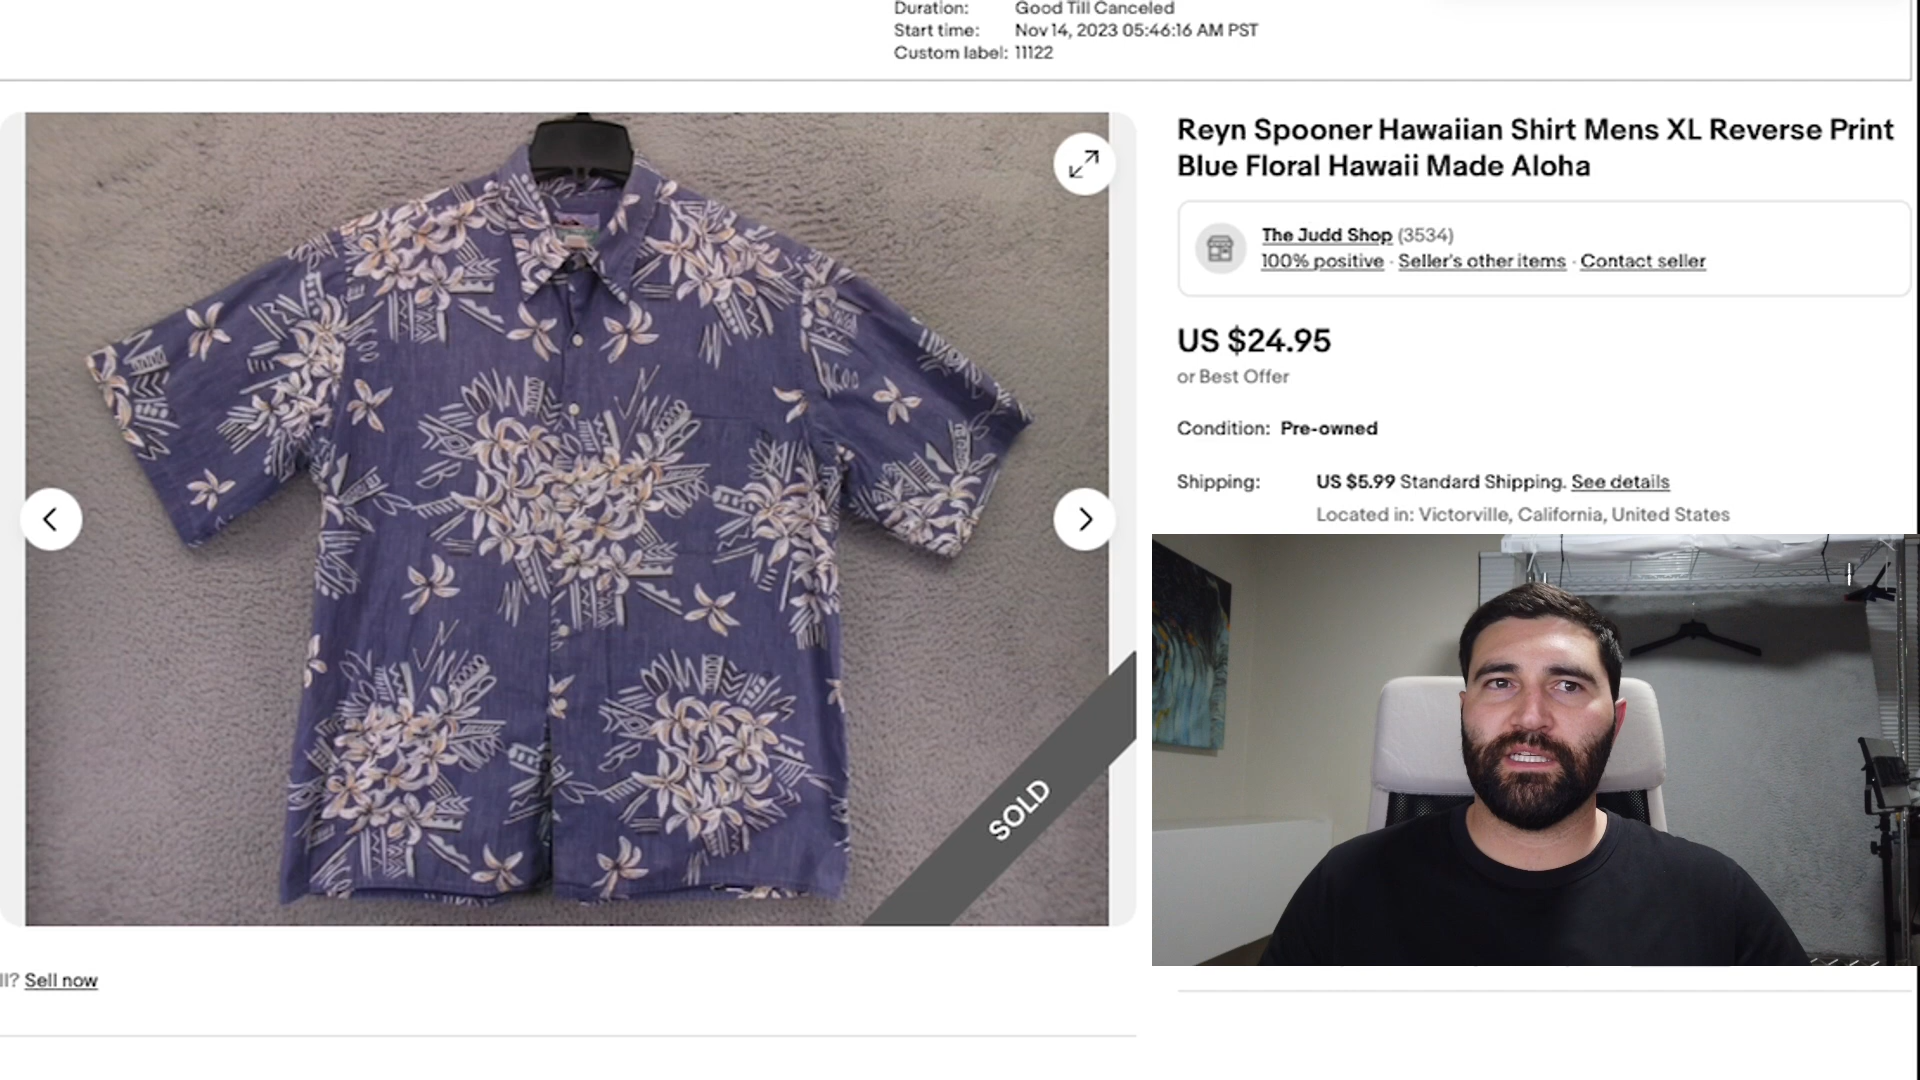 Duration: Good Till Canceled
Start time: Nov 14, 2023 05:46:16 AM PST
Custom label: 11122
Reyn Spooner Hawaiian Shirt Mens XL Reverse Print
Blue Floral Hawaii Made Aloha
The Judd Shop (3534)
100% positive · Seller's other items · Contact seller
US $24.95
or Best Offer
Condition: Pre-owned
Shipping: US $5.99 Standard Shipping. See details
Located in: Victorville, California, United States
SOLD
ll? Sell now